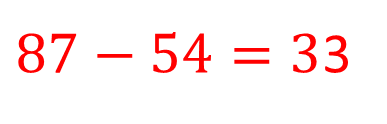 87 − 54 = 33